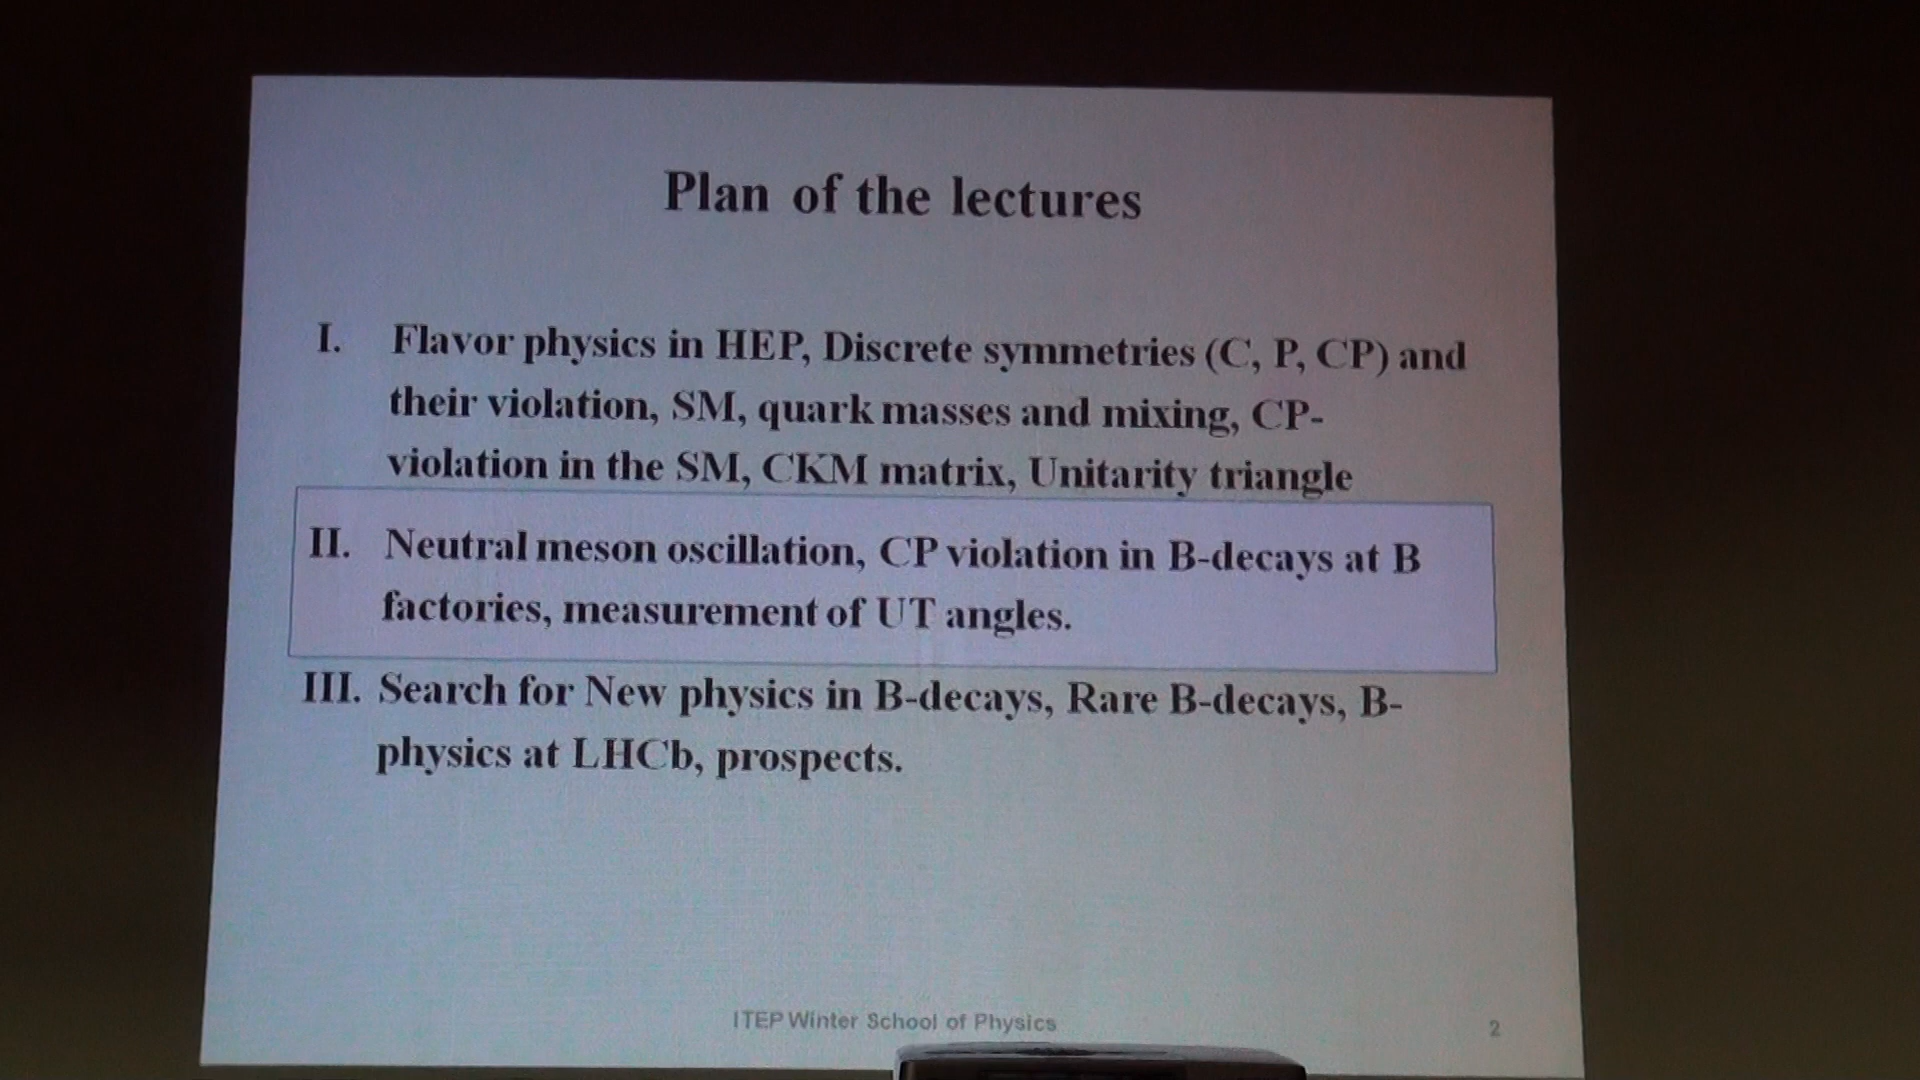 Plan of the lectures
I. Flavor physics in HEP, Discrete symmetries (C, P, CP) and
their violation, SM, quark masses and mixing, CP-
violation in the SM, CKM matrix, Unitarity triangle
II. Neutral meson oscillation, CP violation in B-decays at B
factories, measurement of UT angles.
III. Search for New physics in B-decays, Rare B-decays, B-
physics at LHCb, prospects.
ITEP Winter School of Physics
2